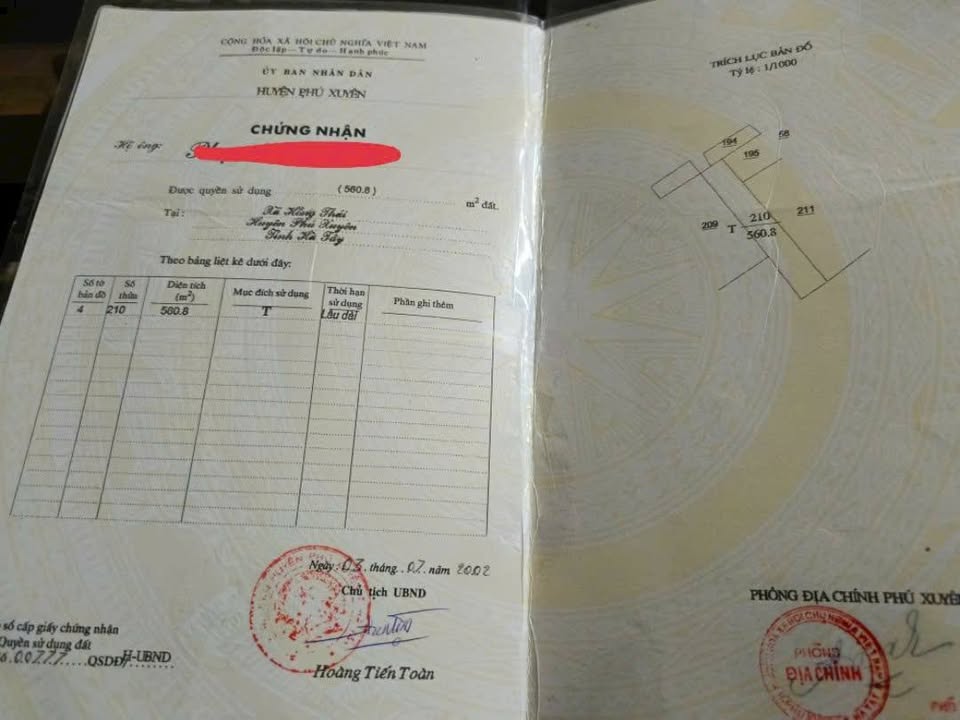 CỘNG HÒA XÃ HỘI CHỦ NGHĨA VIỆT NAM
Độc lập - Tự do - Hạnh phúc
ỦY BAN NHÂN DÂN
HUYỆN PHÚ XUYÊN
CHỨNG NHẬN
Hộ ông:
Được quyền sử dụng (560.8) m² đất.
Tại: Xã Hồng Thái
Huyện Phú Xuyên
Tỉnh Hà Tây
Theo bảng liệt kê dưới đây:
Số tờ bản đồ Số thửa Diện tích (m²) Mục đích sử dụng Thời hạn sử dụng Phần ghi thêm
4 210 560.8 T Lâu dài
Ngày 03 tháng 07 năm 2002
Chủ tịch UBND
Hoàng Tiến Toàn
số cấp giấy chứng nhận
Quyền sử dụng đất
00777 QSDĐ/H-UBND
TRÍCH LỤC BẢN ĐỒ
Tỷ lệ : 1/1000
194
58
195
209
T
210
560.8
211
PHÒNG ĐỊA CHÍNH PHÚ XUYÊN
PHÒNG
ĐỊA CHÍNH